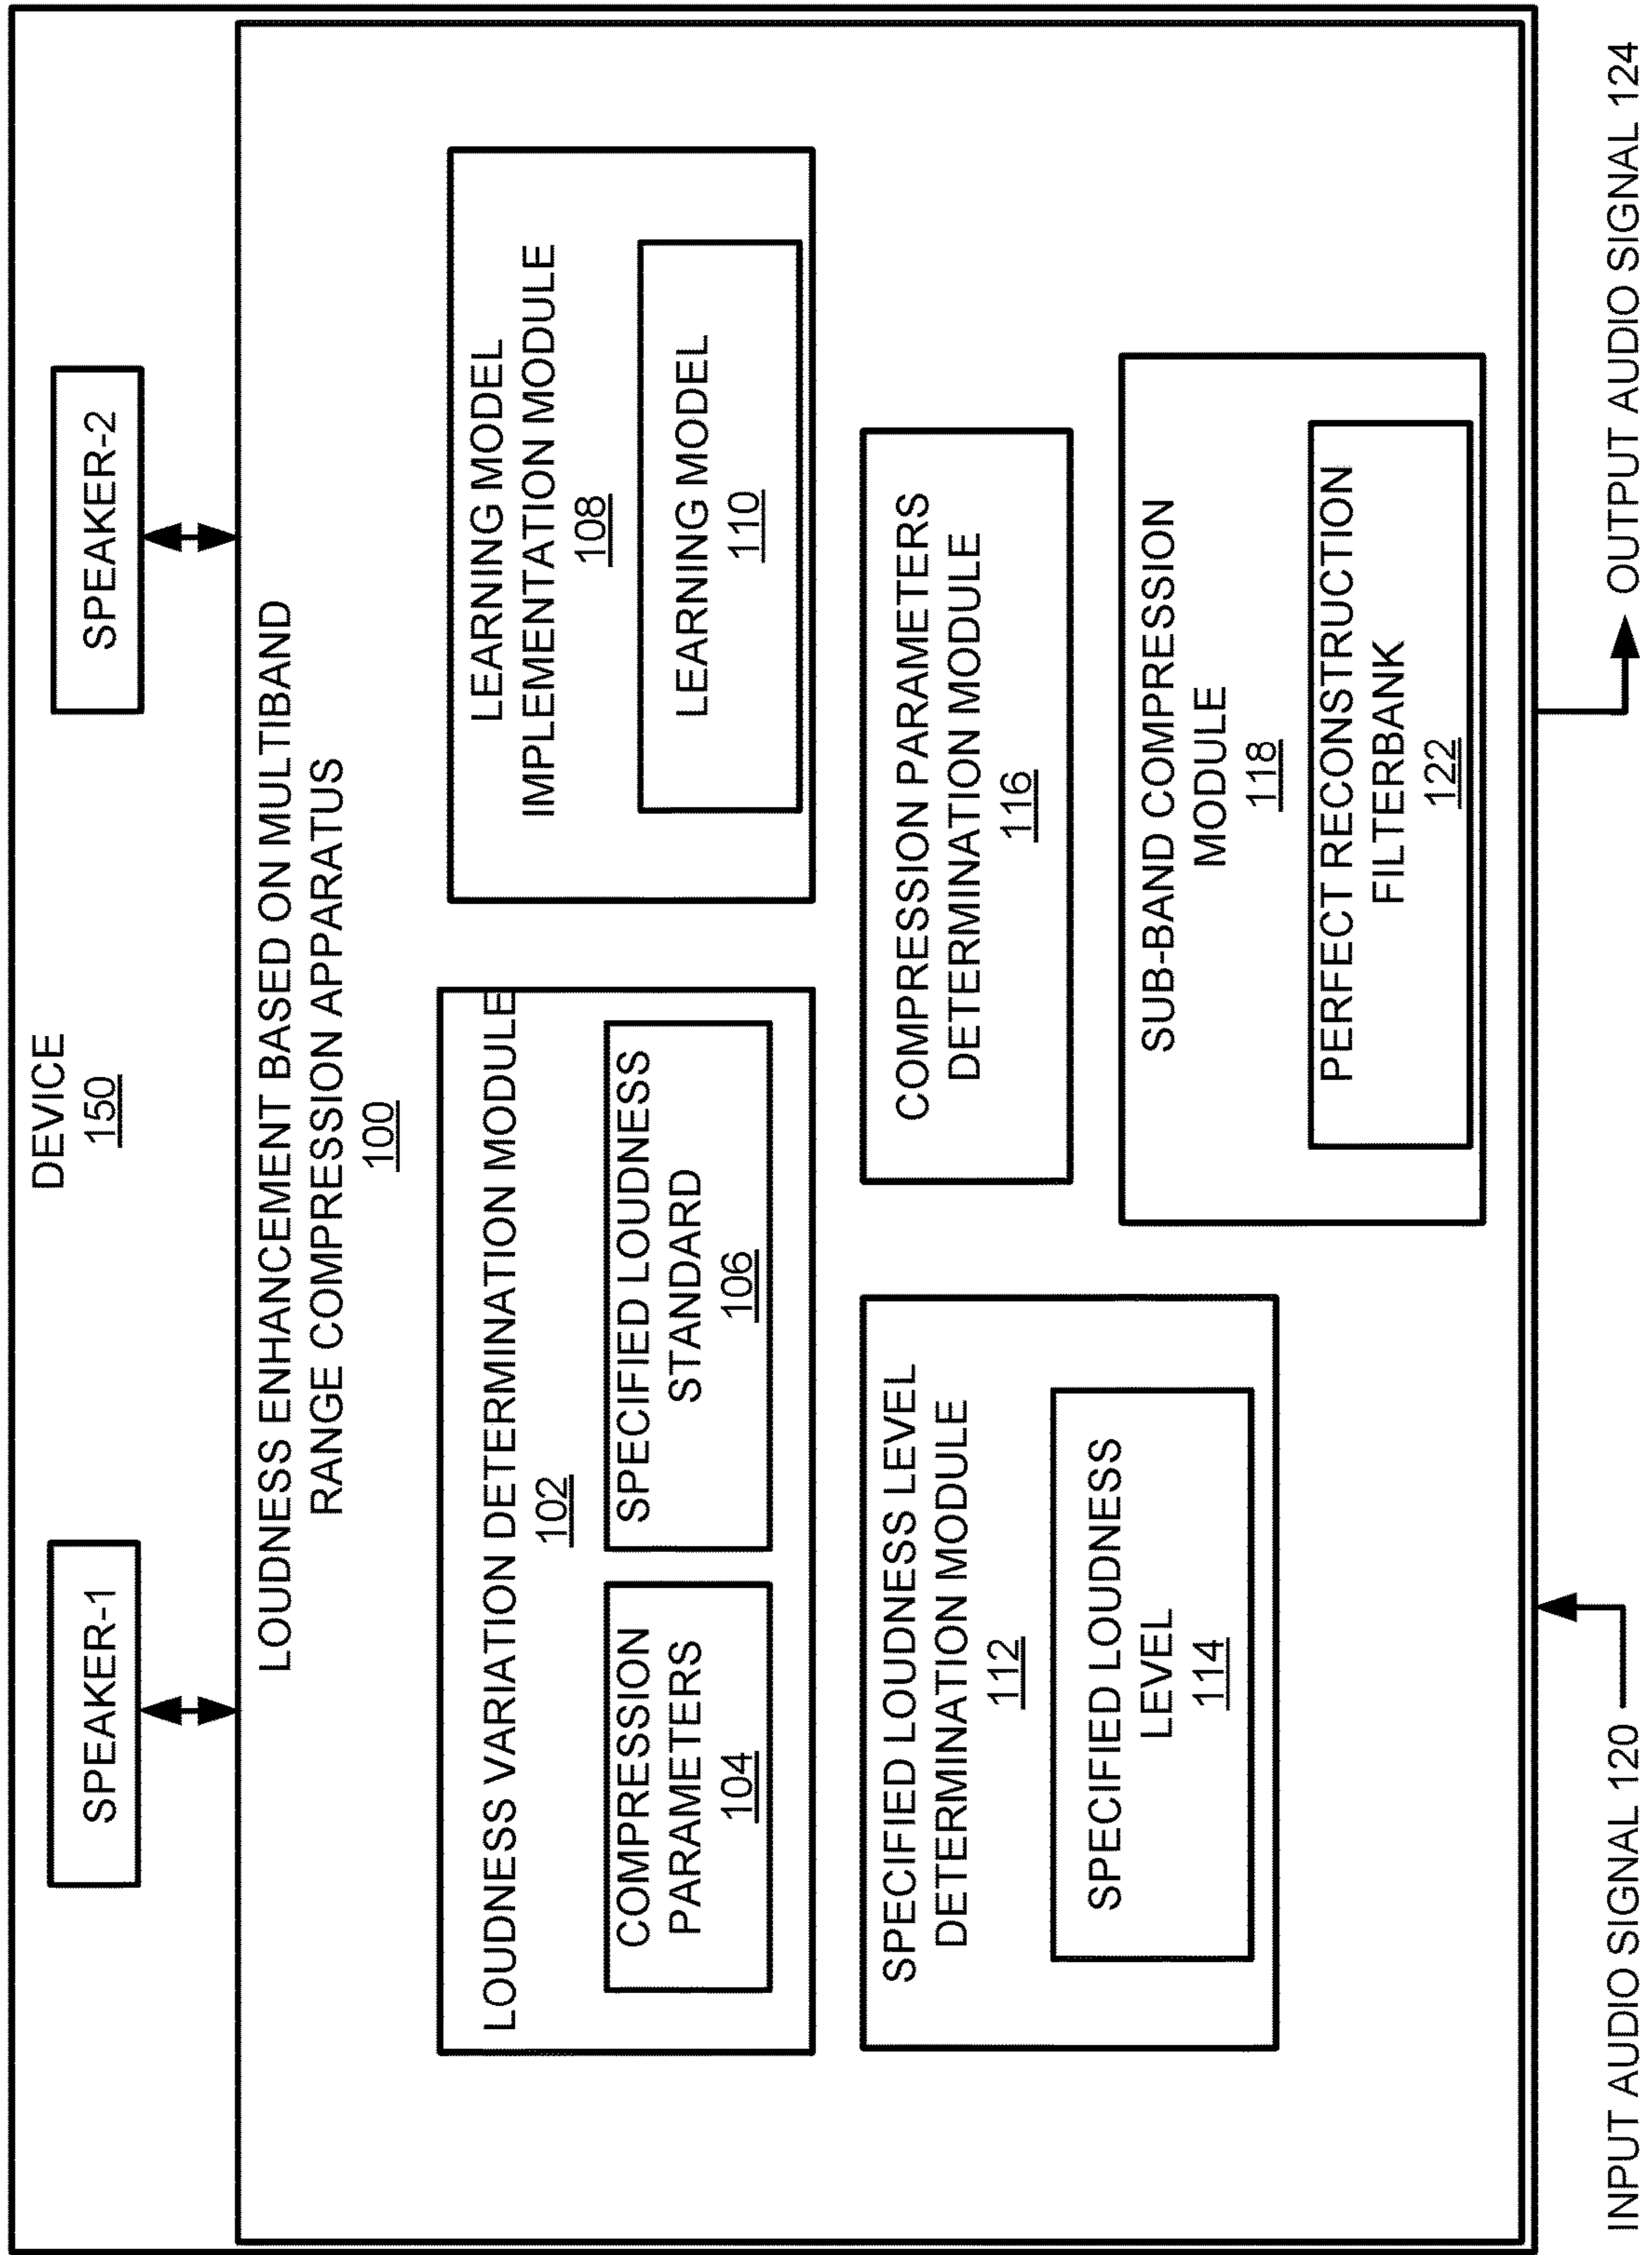 DEVICE
150
SPEAKER-1
SPEAKER-2
LOUDNESS ENHANCEMENT BASED ON MULTIBAND
RANGE COMPRESSION APPARATUS
100
LOUDNESS VARIATION DETERMINATION MODULE
102
COMPRESSION
PARAMETERS
104
SPECIFIED LOUDNESS
STANDARD
106
LEARNING MODEL
IMPLEMENTATION MODULE
108
LEARNING MODEL
110
SPECIFIED LOUDNESS LEVEL
DETERMINATION MODULE
112
SPECIFIED LOUDNESS
LEVEL
114
COMPRESSION PARAMETERS
DETERMINATION MODULE
116
SUB-BAND COMPRESSION
MODULE
118
PERFECT RECONSTRUCTION
FILTERBANK
122
INPUT AUDIO SIGNAL 120
OUTPUT AUDIO SIGNAL 124